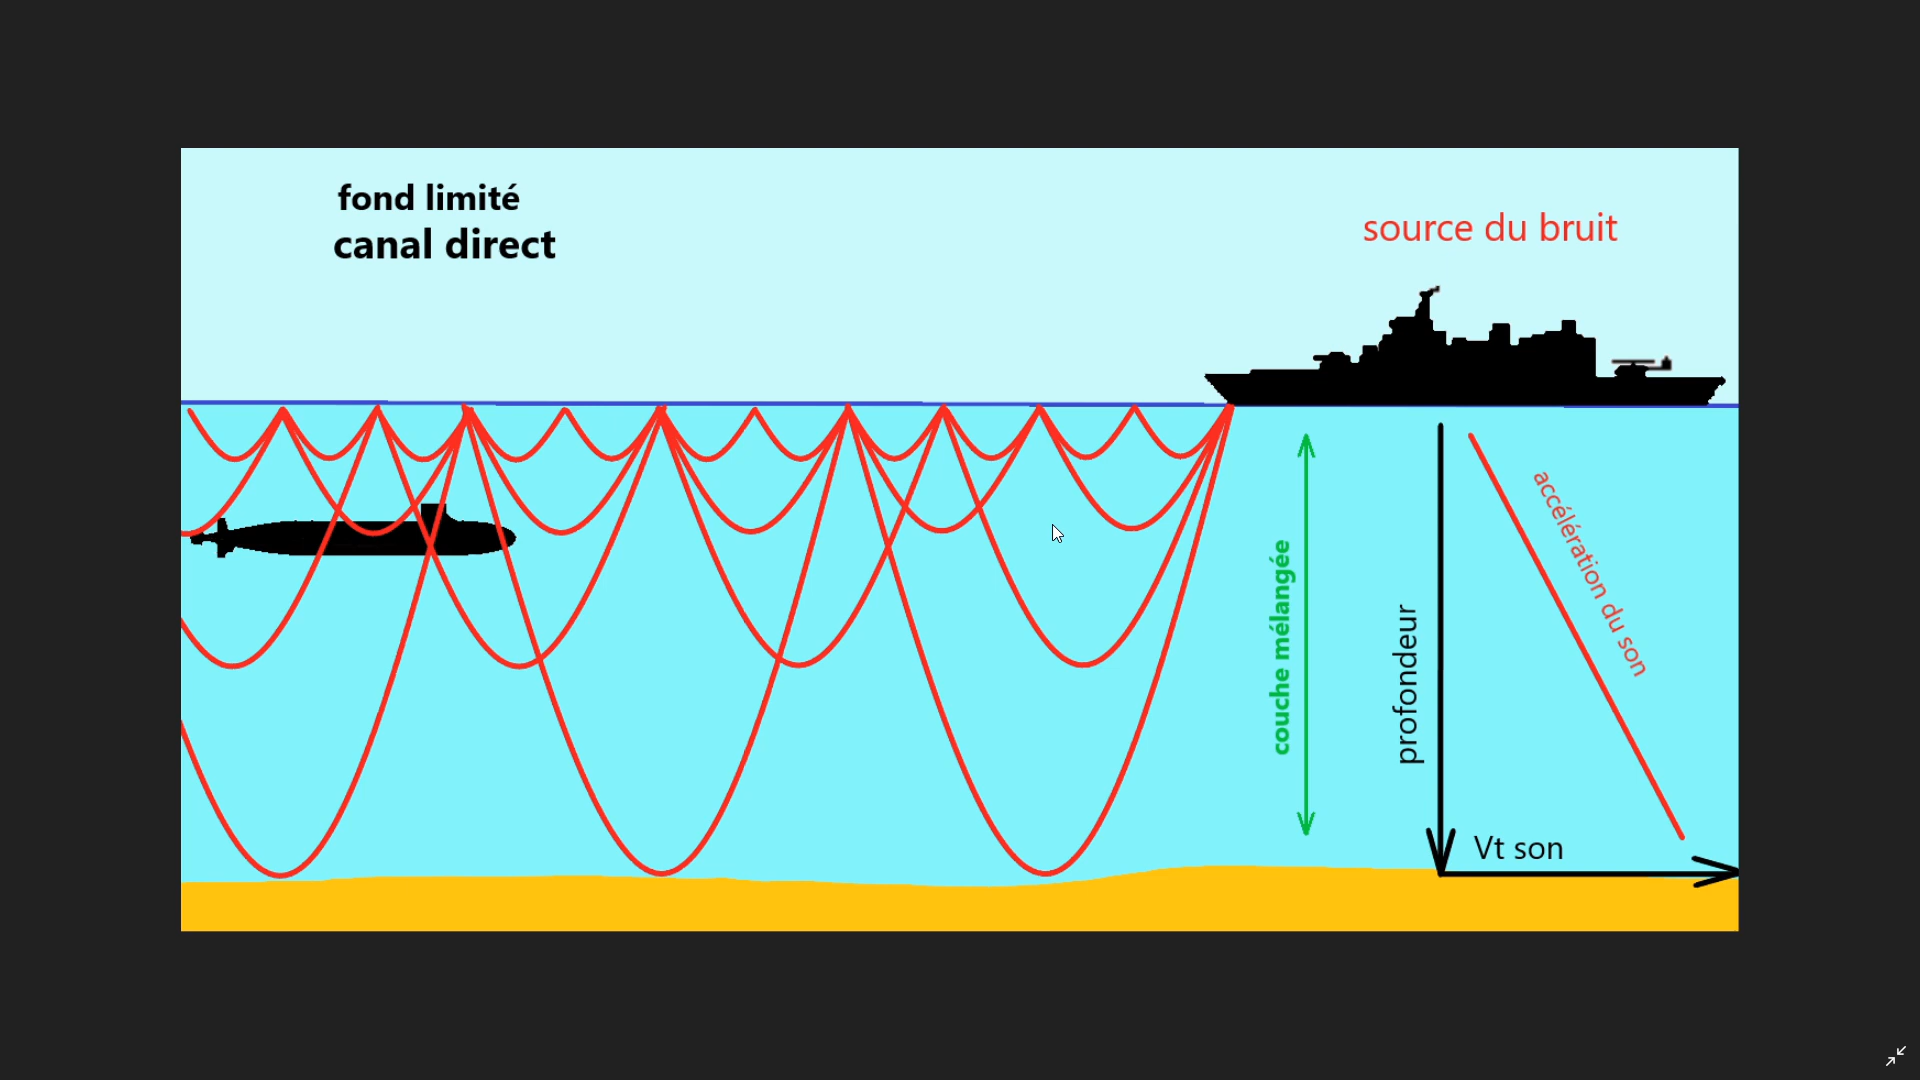 fond limité
canal direct
source du bruit
couche mélangée
profondeur
accélération du son
Vt son